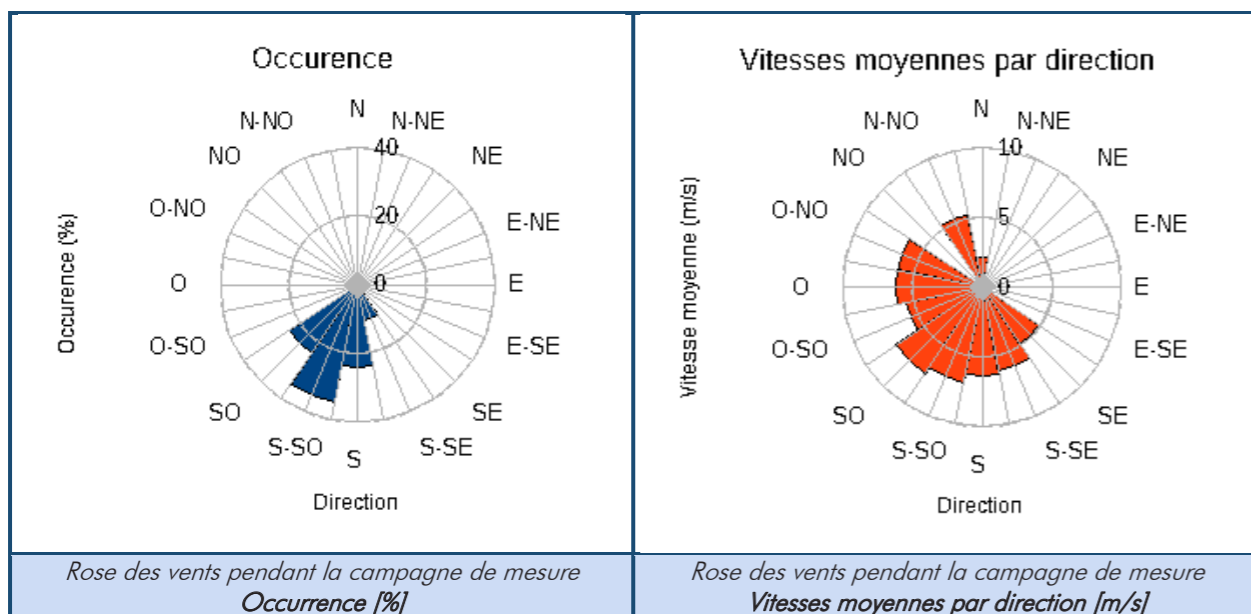 Occurence
N
N-NO
N-NE
NO
40
NE
O-NO
20
E-NE
Occurence (%)
O
0
E
O-SO
E-SE
SO
SE
S-SO
S-SE
S
Direction
Vitesses moyennes par direction
N
N-NO
N-NE
NO
10
NE
O-NO
5
E-NE
Vitesse moyenne (m/s)
O
0
E
O-SO
E-SE
SO
SE
S-SO
S-SE
S
Direction
Rose des vents pendant la campagne de mesure
Occurrence [%]
Rose des vents pendant la campagne de mesure
Vitesses moyennes par direction [m/s]